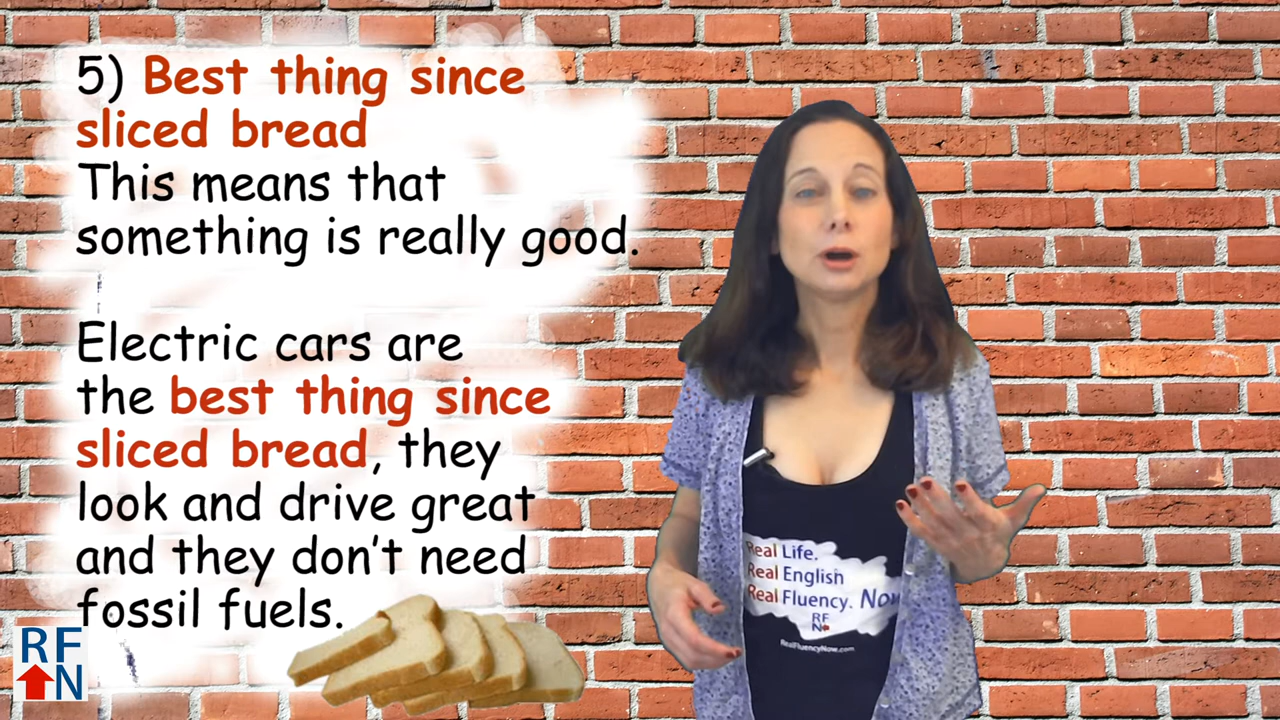 5) Best thing since
sliced bread
This means that
something is really good.
Electric cars are
the best thing since
sliced bread, they
look and drive great
and they don't need
fossil fuels.
RF
N
Real Life.
Real English
Real Fluency. Now
RF
N
RealFluencyNow.com